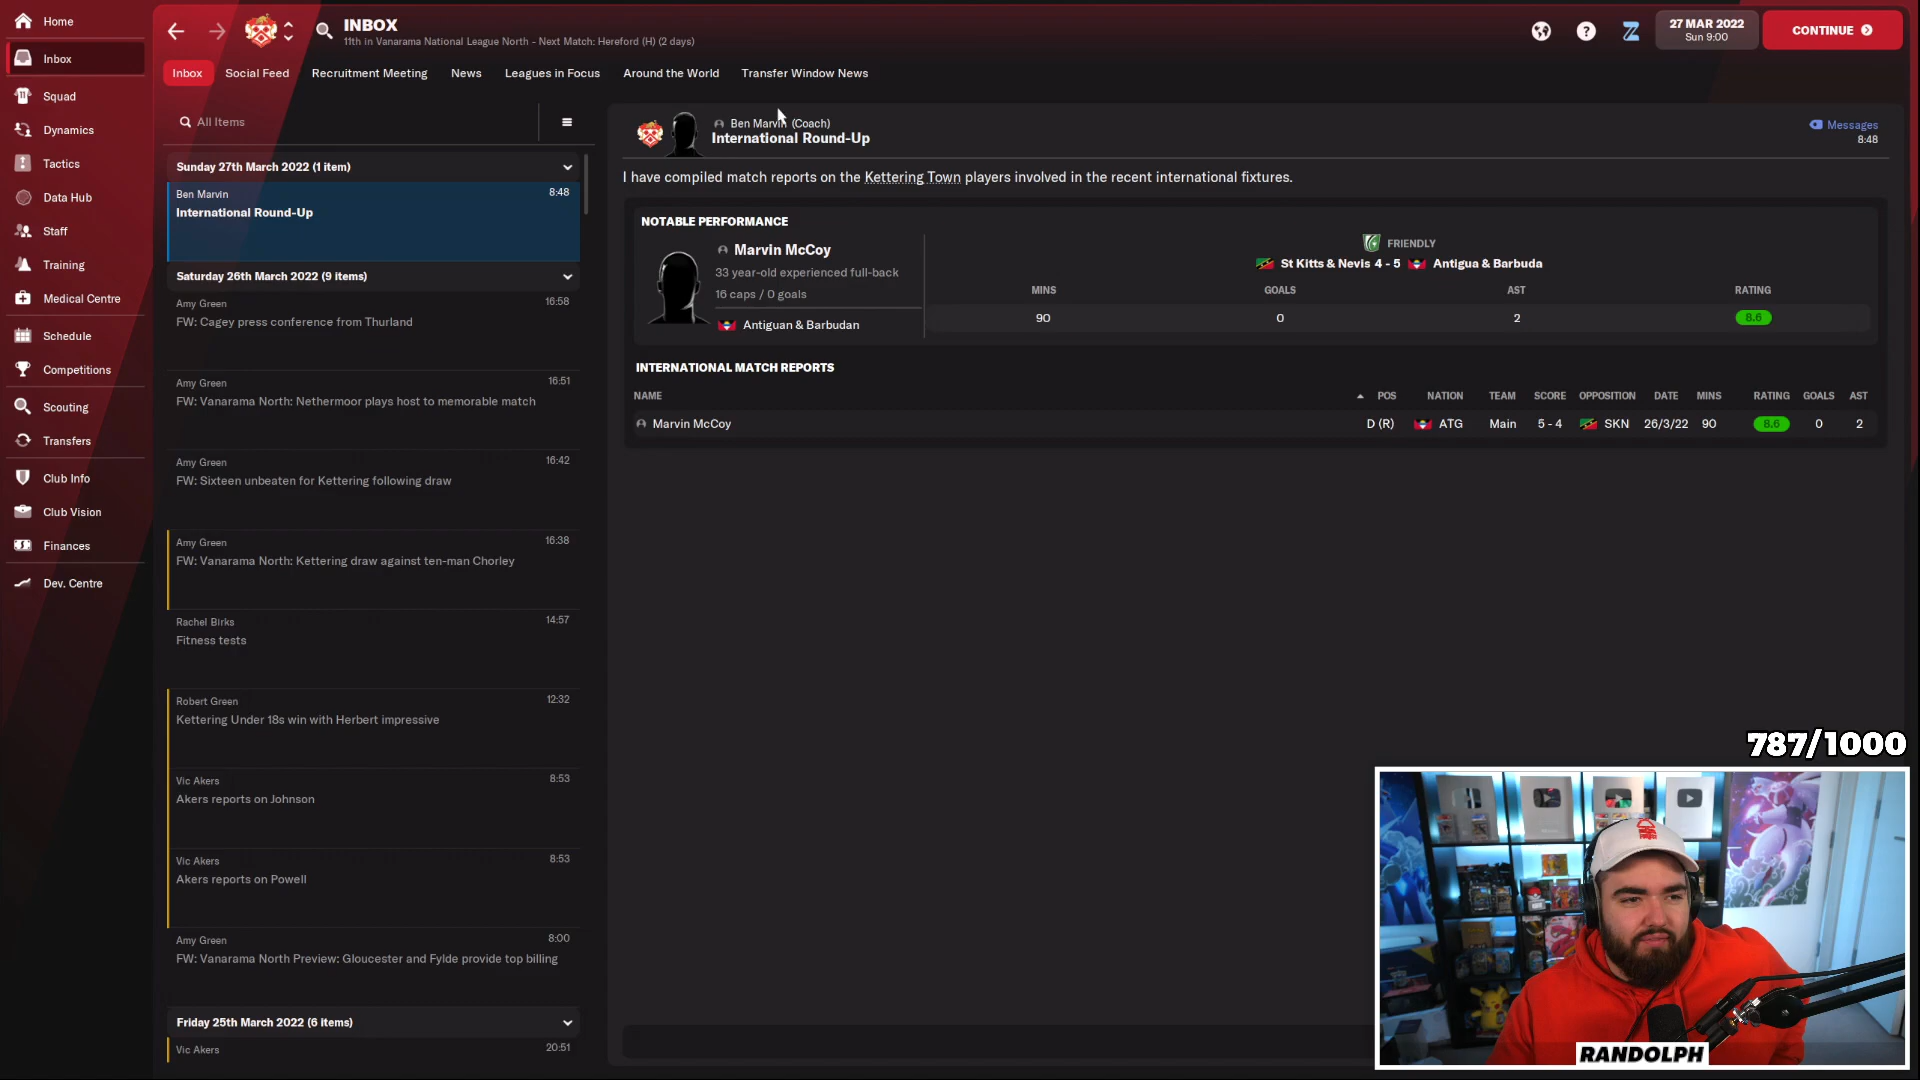 Home
Inbox
Squad
Dynamics
Tactics
Data Hub
Staff
Training
Medical Centre
Schedule
Competitions
Scouting
Transfers
Club Info
Club Vision
Finances
Dev. Centre
INBOX
11th in Vanarama National League North - Next Match: Hereford (H) (2 days)
27 MAR 2022
Sun 9:00
CONTINUE
Inbox Social Feed Recruitment Meeting News Leagues in Focus Around the World Transfer Window News
All Items
Sunday 27th March 2022 (1 item)
Ben Marvin 8:48
International Round-Up
Saturday 26th March 2022 (9 items)
Amy Green 16:58
FW: Cagey press conference from Thurland
Amy Green 16:51
FW: Vanarama North: Nethermoor plays host to memorable match
Amy Green 16:42
FW: Sixteen unbeaten for Kettering following draw
Amy Green 16:38
FW: Vanarama North: Kettering draw against ten-man Chorley
Rachel Birks 14:57
Fitness tests
Robert Green 12:32
Kettering Under 18s win with Herbert impressive
Vic Akers 8:53
Akers reports on Johnson
Vic Akers 8:53
Akers reports on Powell
Amy Green 8:00
FW: Vanarama North Preview: Gloucester and Fylde provide top billing
Friday 25th March 2022 (6 items)
Vic Akers 20:51
Ben Marvin (Coach)
International Round-Up
Messages
8:48
I have compiled match reports on the Kettering Town players involved in the recent international fixtures.
NOTABLE PERFORMANCE
Marvin McCoy
33 year-old experienced full-back
16 caps / 0 goals
Antiguan & Barbudan
FRIENDLY
St Kitts & Nevis 4 - 5 Antigua & Barbuda
MINS GOALS AST RATING
90 0 2 8.6
INTERNATIONAL MATCH REPORTS
NAME POS NATION TEAM SCORE OPPOSITION DATE MINS RATING GOALS AST
Marvin McCoy D (R) ATG Main 5 - 4 SKN 26/3/22 90 8.6 0 2
787/1000
RANDOLPH